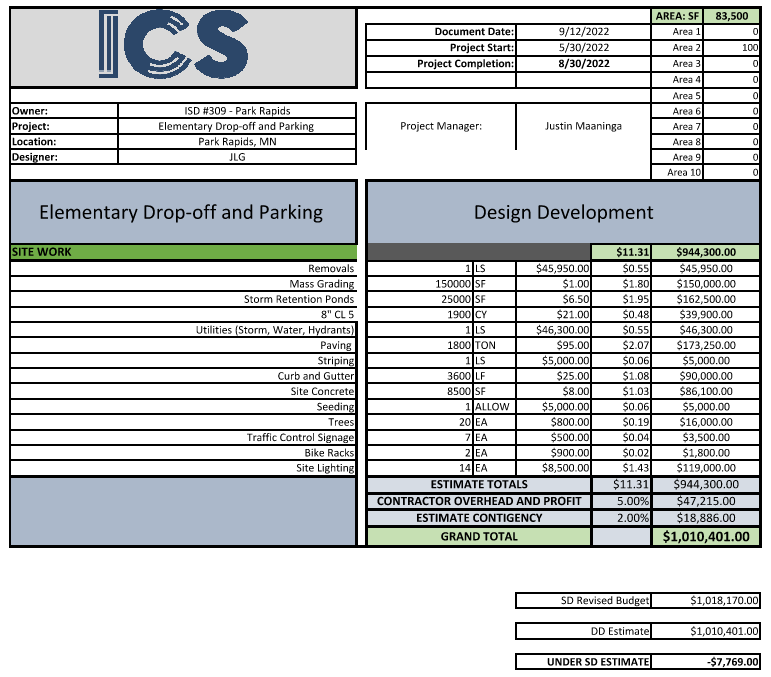 ICS
AREA: SF 83,500
Document Date: 9/12/2022 Area 1 0
Project Start: 5/30/2022 Area 2 100
Project Completion: 8/30/2022 Area 3 0
Area 4 0
Area 5 0
Owner: ISD #309 - Park Rapids Area 6 0
Project: Elementary Drop-off and Parking Project Manager: Justin Maaninga Area 7 0
Location: Park Rapids, MN Area 8 0
Designer: JLG Area 9 0
Area 10 0
Elementary Drop-off and Parking Design Development
SITE WORK $11.31 $944,300.00
Removals 1 LS $45,950.00 $0.55 $45,950.00
Mass Grading 150000 SF $1.00 $1.80 $150,000.00
Storm Retention Ponds 25000 SF $6.50 $1.95 $162,500.00
8" CL 5 1900 CY $21.00 $0.48 $39,900.00
Utilities (Storm, Water, Hydrants) 1 LS $46,300.00 $0.55 $46,300.00
Paving 1800 TON $95.00 $2.07 $173,250.00
Striping 1 LS $5,000.00 $0.06 $5,000.00
Curb and Gutter 3600 LF $25.00 $1.08 $90,000.00
Site Concrete 8500 SF $8.00 $1.03 $86,100.00
Seeding 1 ALLOW $5,000.00 $0.06 $5,000.00
Trees 20 EA $800.00 $0.19 $16,000.00
Traffic Control Signage 7 EA $500.00 $0.04 $3,500.00
Bike Racks 2 EA $900.00 $0.02 $1,800.00
Site Lighting 14 EA $8,500.00 $1.43 $119,000.00
ESTIMATE TOTALS $11.31 $944,300.00
CONTRACTOR OVERHEAD AND PROFIT 5.00% $47,215.00
ESTIMATE CONTIGENCY 2.00% $18,886.00
GRAND TOTAL $1,010,401.00
SD Revised Budget $1,018,170.00
DD Estimate $1,010,401.00
UNDER SD ESTIMATE -$7,769.00